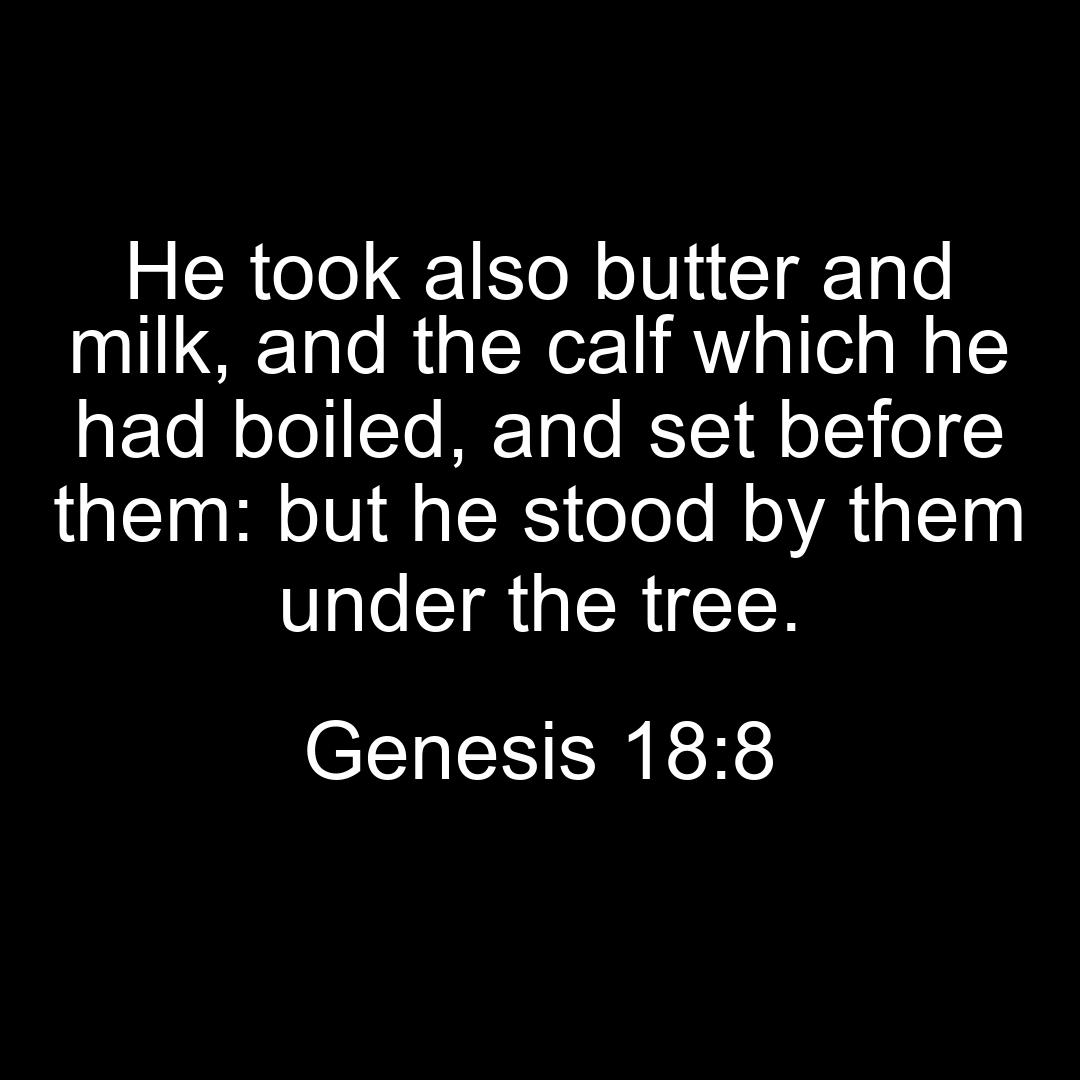 He took also butter and
milk, and the calf which he
had boiled, and set before
them: but he stood by them
under the tree.
Genesis 18:8